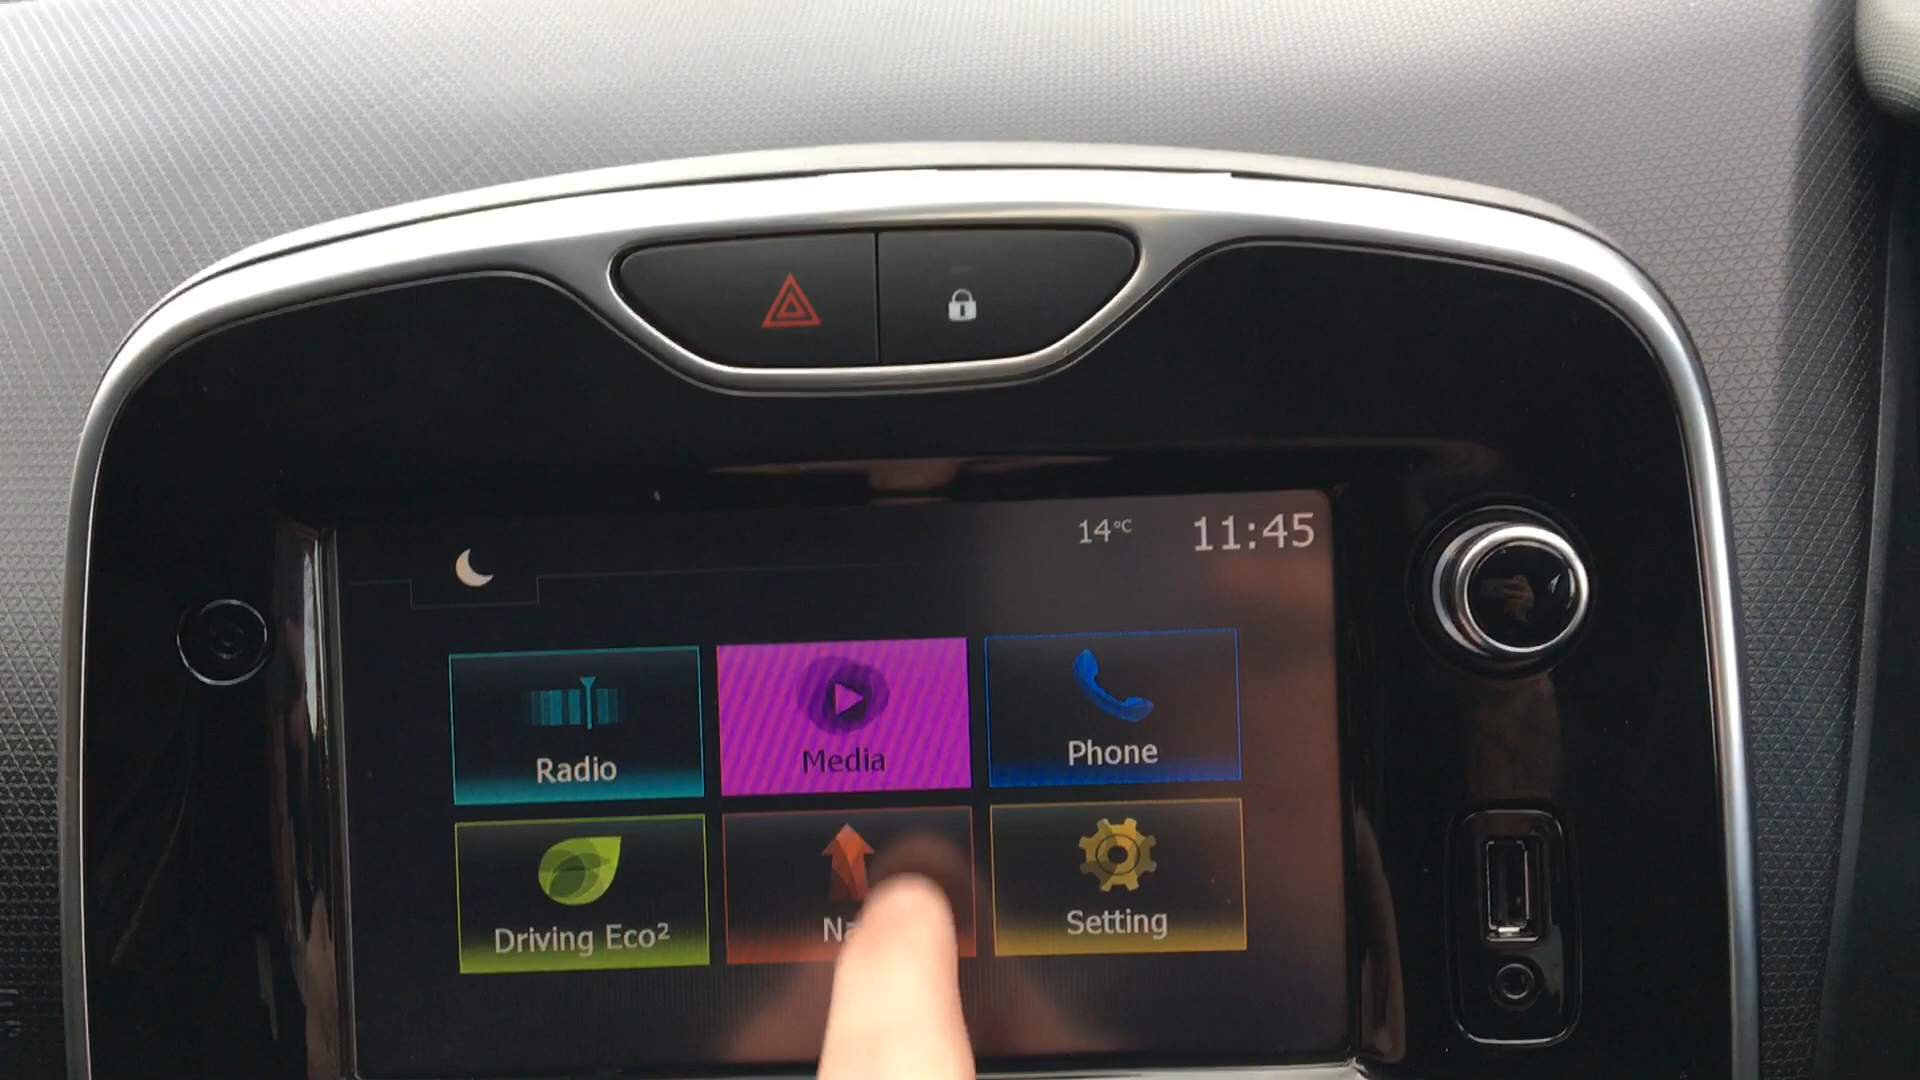 14°C 11:45
Radio
Media
Phone
Driving Eco²
Setting